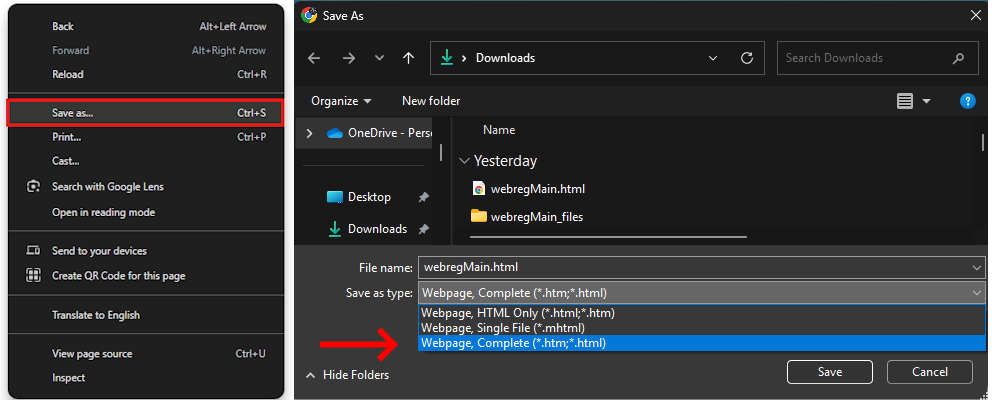 Back Alt+Left Arrow
Forward Alt+Right Arrow
Reload Ctrl+R
Save as... Ctrl+S
Print... Ctrl+P
Cast...
Search with Google Lens
Open in reading mode
Send to your devices
Create QR Code for this page
Translate to English
View page source Ctrl+U
Inspect
Save As
Downloads
Search Downloads
Organize New folder
?
OneDrive - Pers
Desktop
Downloads
Name
Yesterday
webregMain.html
webregMain_files
File name: webregMain.html
Save as type: Webpage, Complete (*.htm;*.html)
Webpage, HTML Only (*.html;*.htm)
Webpage, Single File (*.mhtml)
Webpage, Complete (*.htm;*.html)
Hide Folders
Save Cancel